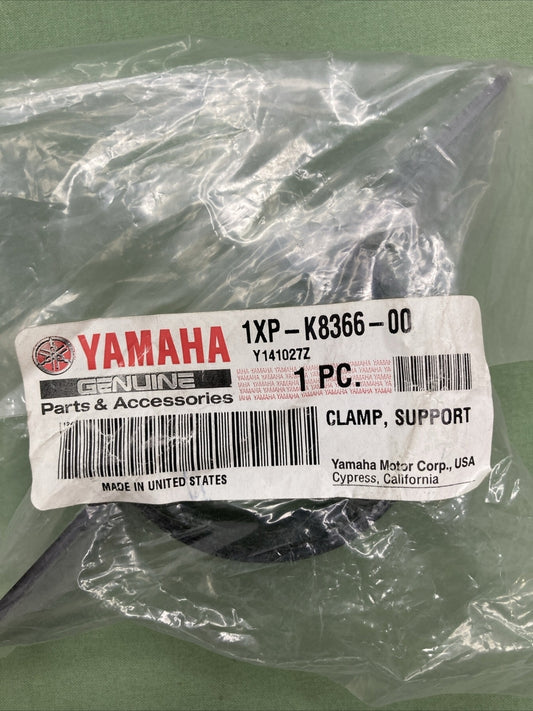 YAMAHA
GENUINE
Parts & Accessories
1XP-K8366-00
Y141027Z
1 PC.
CLAMP, SUPPORT
MADE IN UNITED STATES
Yamaha Motor Corp., USA
Cypress, California